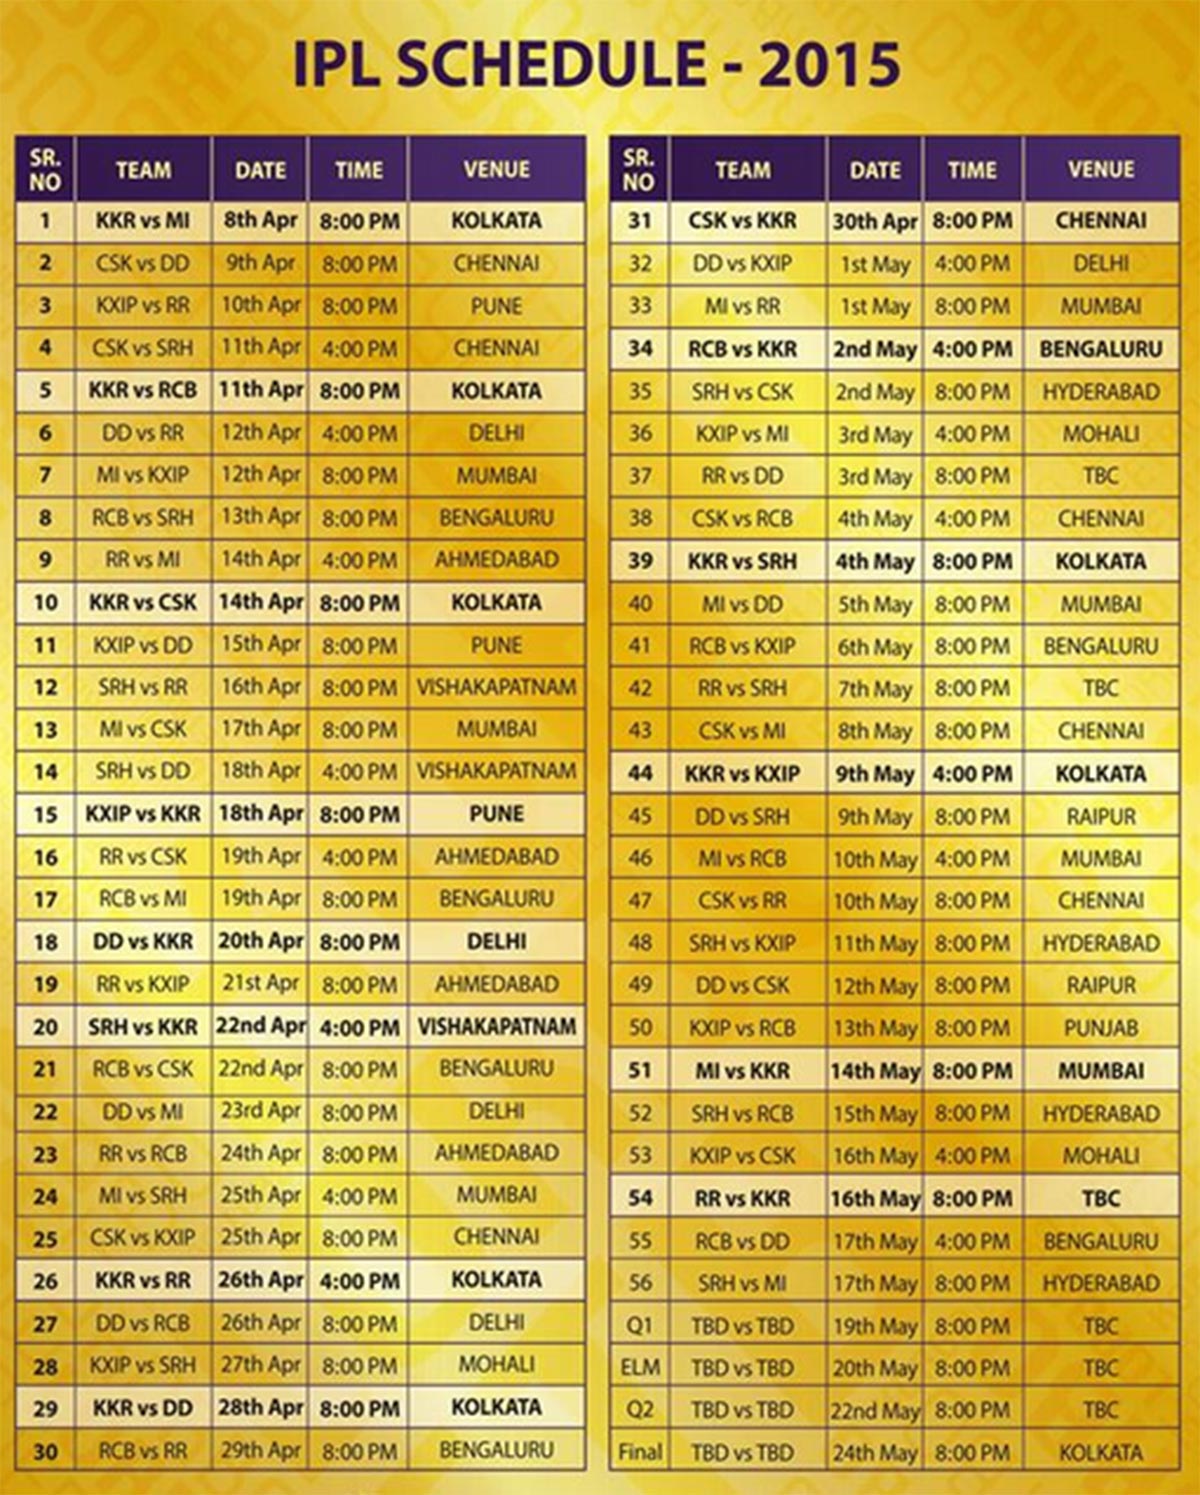 IPL SCHEDULE - 2015
SR. NO TEAM DATE TIME VENUE
1 KKR vs MI 8th Apr 8:00 PM KOLKATA
2 CSK vs DD 9th Apr 8:00 PM CHENNAI
3 KXIP vs RR 10th Apr 8:00 PM PUNE
4 CSK vs SRH 11th Apr 4:00 PM CHENNAI
5 KKR vs RCB 11th Apr 8:00 PM KOLKATA
6 DD vs RR 12th Apr 4:00 PM DELHI
7 MI vs KXIP 12th Apr 8:00 PM MUMBAI
8 RCB vs SRH 13th Apr 8:00 PM BENGALURU
9 RR vs MI 14th Apr 4:00 PM AHMEDABAD
10 KKR vs CSK 14th Apr 8:00 PM KOLKATA
11 KXIP vs DD 15th Apr 8:00 PM PUNE
12 SRH vs RR 16th Apr 8:00 PM VISHAKAPATNAM
13 MI vs CSK 17th Apr 8:00 PM MUMBAI
14 SRH vs DD 18th Apr 4:00 PM VISHAKAPATNAM
15 KXIP vs KKR 18th Apr 8:00 PM PUNE
16 RR vs CSK 19th Apr 4:00 PM AHMEDABAD
17 RCB vs MI 19th Apr 8:00 PM BENGALURU
18 DD vs KKR 20th Apr 8:00 PM DELHI
19 RR vs KXIP 21st Apr 8:00 PM AHMEDABAD
20 SRH vs KKR 22nd Apr 4:00 PM VISHAKAPATNAM
21 RCB vs CSK 22nd Apr 8:00 PM BENGALURU
22 DD vs MI 23rd Apr 8:00 PM DELHI
23 RR vs RCB 24th Apr 8:00 PM AHMEDABAD
24 MI vs SRH 25th Apr 4:00 PM MUMBAI
25 CSK vs KXIP 25th Apr 8:00 PM CHENNAI
26 KKR vs RR 26th Apr 4:00 PM KOLKATA
27 DD vs RCB 26th Apr 8:00 PM DELHI
28 KXIP vs SRH 27th Apr 8:00 PM MOHALI
29 KKR vs DD 28th Apr 8:00 PM KOLKATA
30 RCB vs RR 29th Apr 8:00 PM BENGALURU
SR. NO TEAM DATE TIME VENUE
31 CSK vs KKR 30th Apr 8:00 PM CHENNAI
32 DD vs KXIP 1st May 4:00 PM DELHI
33 MI vs RR 1st May 8:00 PM MUMBAI
34 RCB vs KKR 2nd May 4:00 PM BENGALURU
35 SRH vs CSK 2nd May 8:00 PM HYDERABAD
36 KXIP vs MI 3rd May 4:00 PM MOHALI
37 RR vs DD 3rd May 8:00 PM TBC
38 CSK vs RCB 4th May 4:00 PM CHENNAI
39 KKR vs SRH 4th May 8:00 PM KOLKATA
40 MI vs DD 5th May 8:00 PM MUMBAI
41 RCB vs KXIP 6th May 8:00 PM BENGALURU
42 RR vs SRH 7th May 8:00 PM TBC
43 CSK vs MI 8th May 8:00 PM CHENNAI
44 KKR vs KXIP 9th May 4:00 PM KOLKATA
45 DD vs SRH 9th May 8:00 PM RAIPUR
46 MI vs RCB 10th May 4:00 PM MUMBAI
47 CSK vs RR 10th May 8:00 PM CHENNAI
48 SRH vs KXIP 11th May 8:00 PM HYDERABAD
49 DD vs CSK 12th May 8:00 PM RAIPUR
50 KXIP vs RCB 13th May 8:00 PM PUNJAB
51 MI vs KKR 14th May 8:00 PM MUMBAI
52 SRH vs RCB 15th May 8:00 PM HYDERABAD
53 KXIP vs CSK 16th May 4:00 PM MOHALI
54 RR vs KKR 16th May 8:00 PM TBC
55 RCB vs DD 17th May 4:00 PM BENGALURU
56 SRH vs MI 17th May 8:00 PM HYDERABAD
Q1 TBD vs TBD 19th May 8:00 PM TBC
ELM TBD vs TBD 20th May 8:00 PM TBC
Q2 TBD vs TBD 22nd May 8:00 PM TBC
Final TBD vs TBD 24th May 8:00 PM KOLKATA